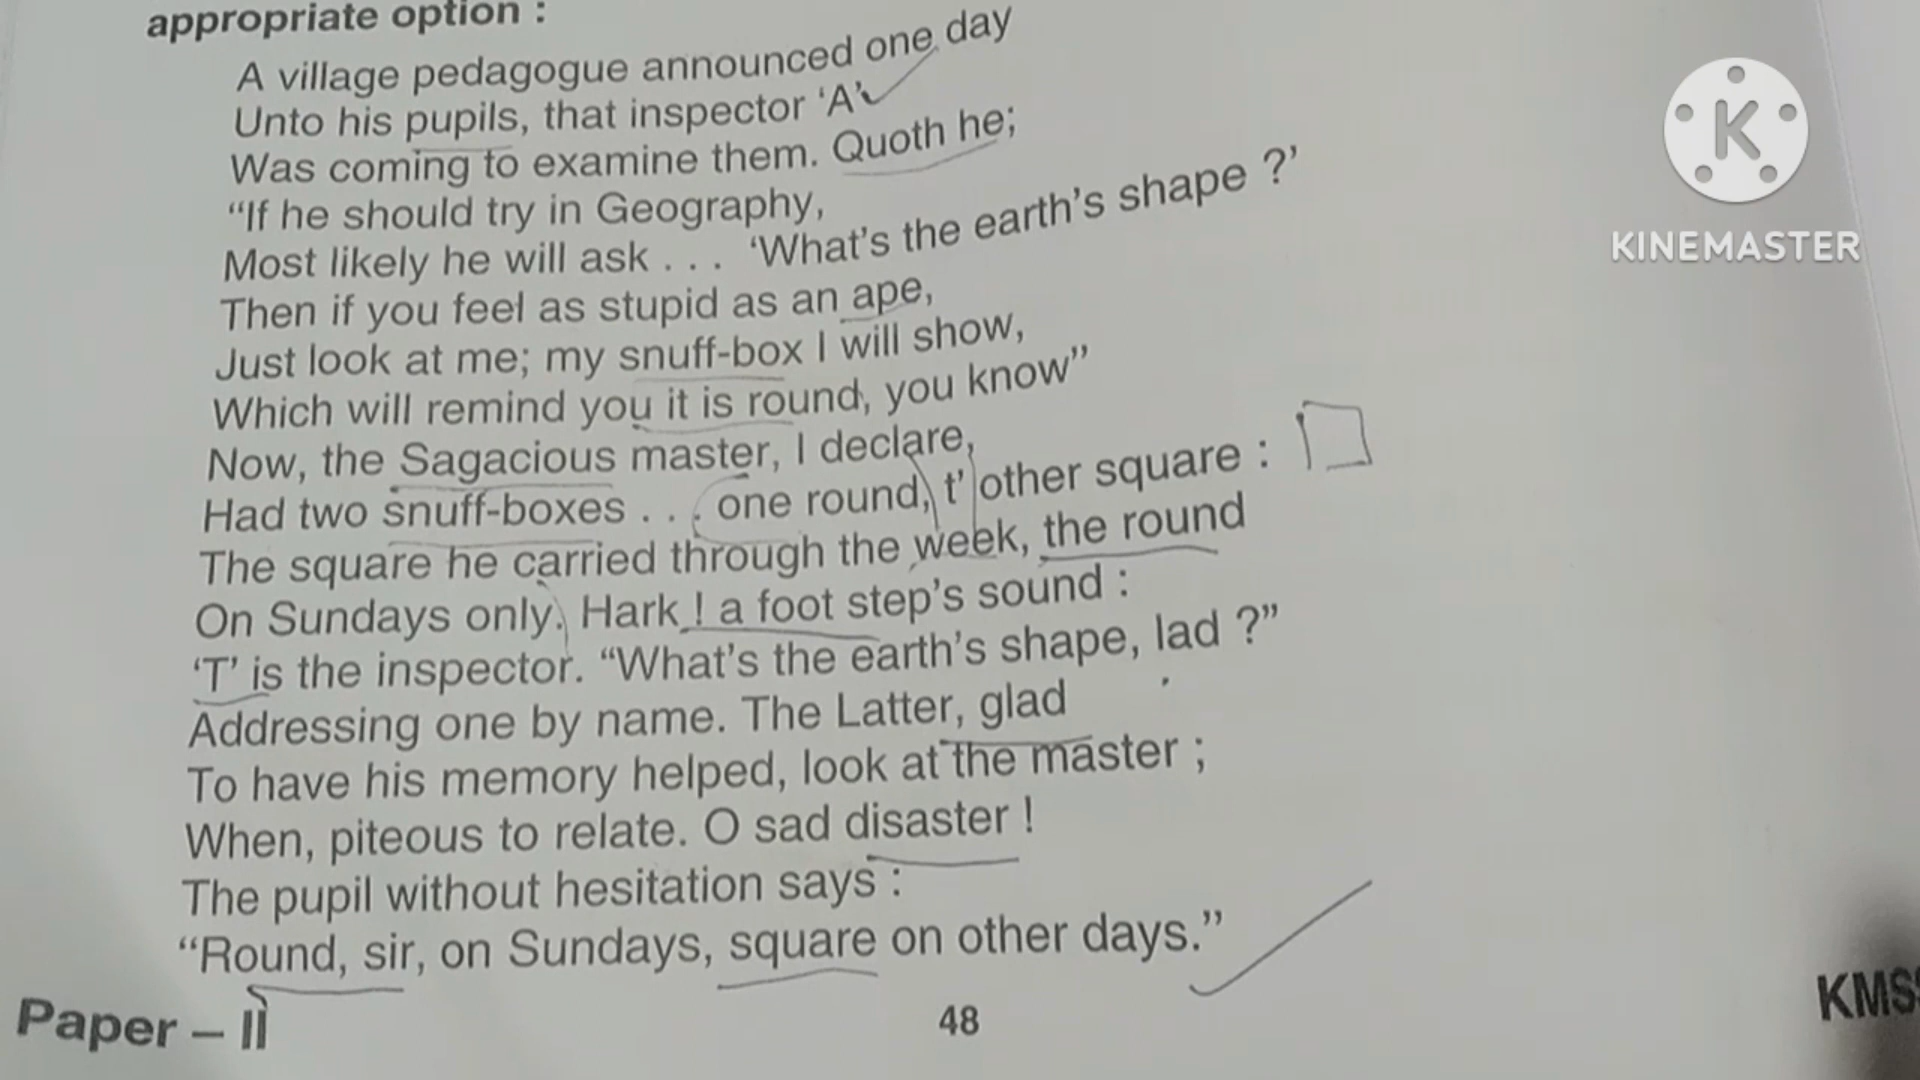 appropriate option :
A village pedagogue announced one day
Unto his pupils, that inspector ‘A’
Was coming to examine them. Quoth he;
“If he should try in Geography,
Most likely he will ask . . . ‘What’s the earth’s shape ?’
Then if you feel as stupid as an ape,
Just look at me; my snuff-box I will show,
Which will remind you it is round, you know”
Now, the Sagacious master, I declare,
Had two snuff-boxes . . . one round, t’ other square :
The square he carried through the week, the round
On Sundays only. Hark ! a foot step’s sound :
‘T’ is the inspector. “What’s the earth’s shape, lad ?”
Addressing one by name. The Latter, glad
To have his memory helped, look at the master ;
When, piteous to relate. O sad disaster !
The pupil without hesitation says :
“Round, sir, on Sundays, square on other days.”
Paper – II
48
KMS
K
KINEMASTER